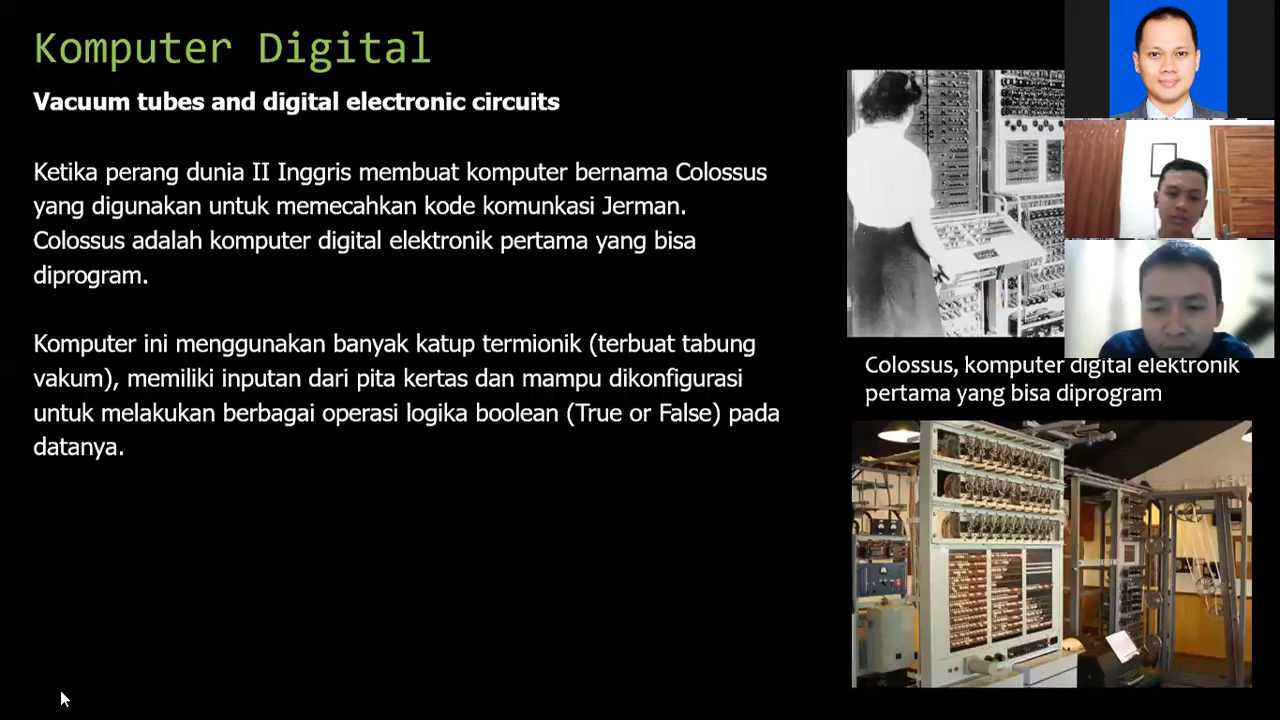 Komputer Digital
Vacuum tubes and digital electronic circuits
Ketika perang dunia II Inggris membuat komputer bernama Colossus
yang digunakan untuk memecahkan kode komunkasi Jerman.
Colossus adalah komputer digital elektronik pertama yang bisa
diprogram.
Komputer ini menggunakan banyak katup termionik (terbuat tabung
vakum), memiliki inputan dari pita kertas dan mampu dikonfigurasi
untuk melakukan berbagai operasi logika boolean (True or False) pada
datanya.
Colossus, komputer digital elektronik
pertama yang bisa diprogram